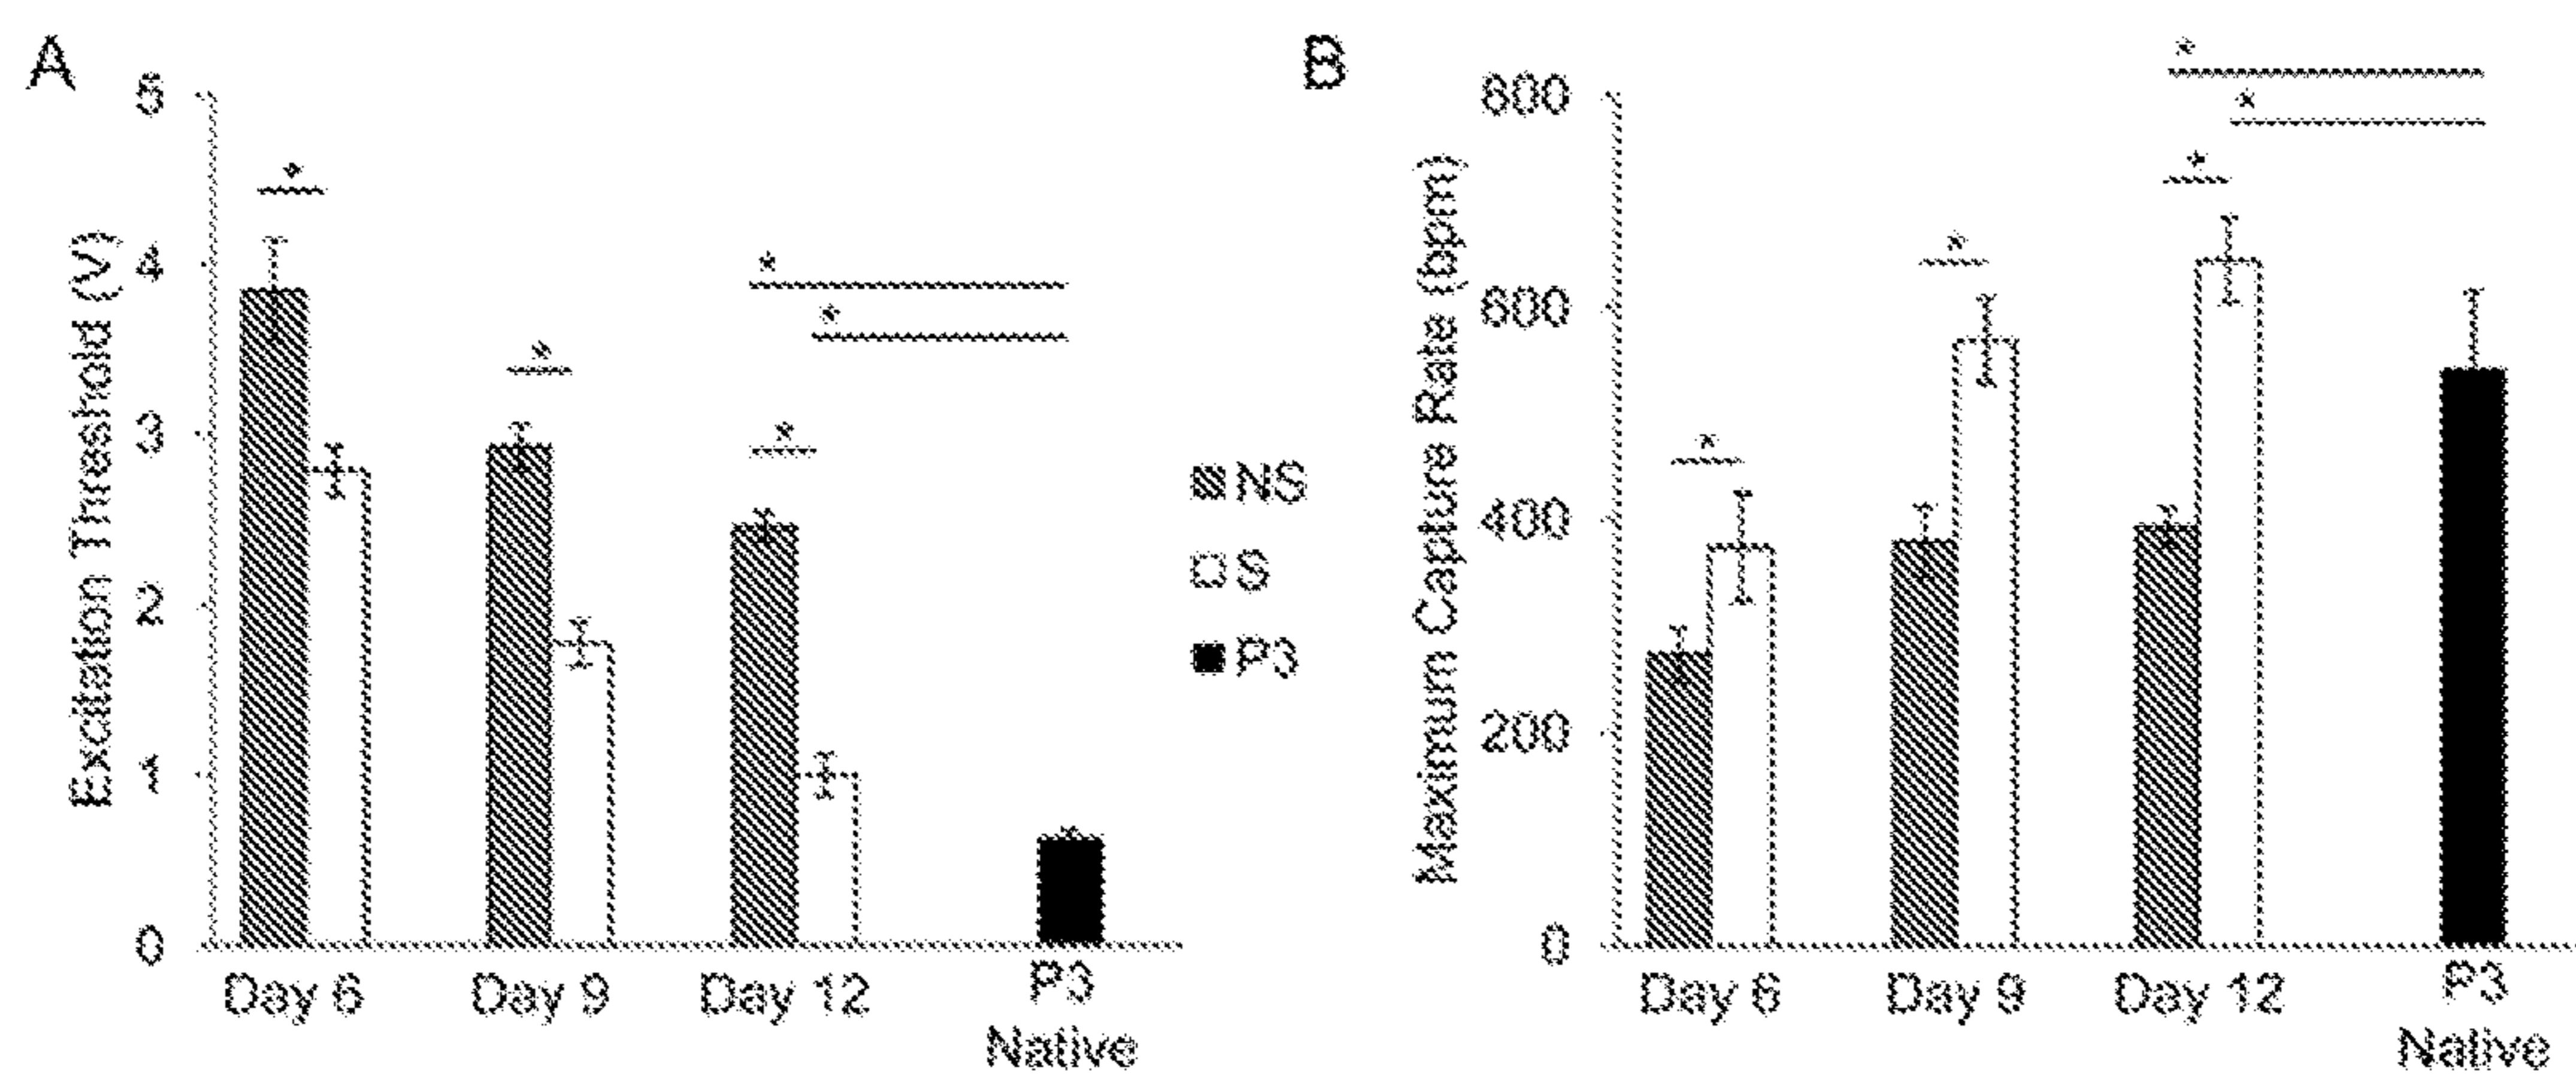 A
Excitation Threshold (V)
5
4
3
2
1
0
*
*
*
*
*
Day 6
Day 9
Day 12
P3
Native
NS
S
P3
B
Maximum Capture Rate (bpm)
800
600
400
200
0
*
*
*
*
*
Day 6
Day 9
Day 12
P3
Native